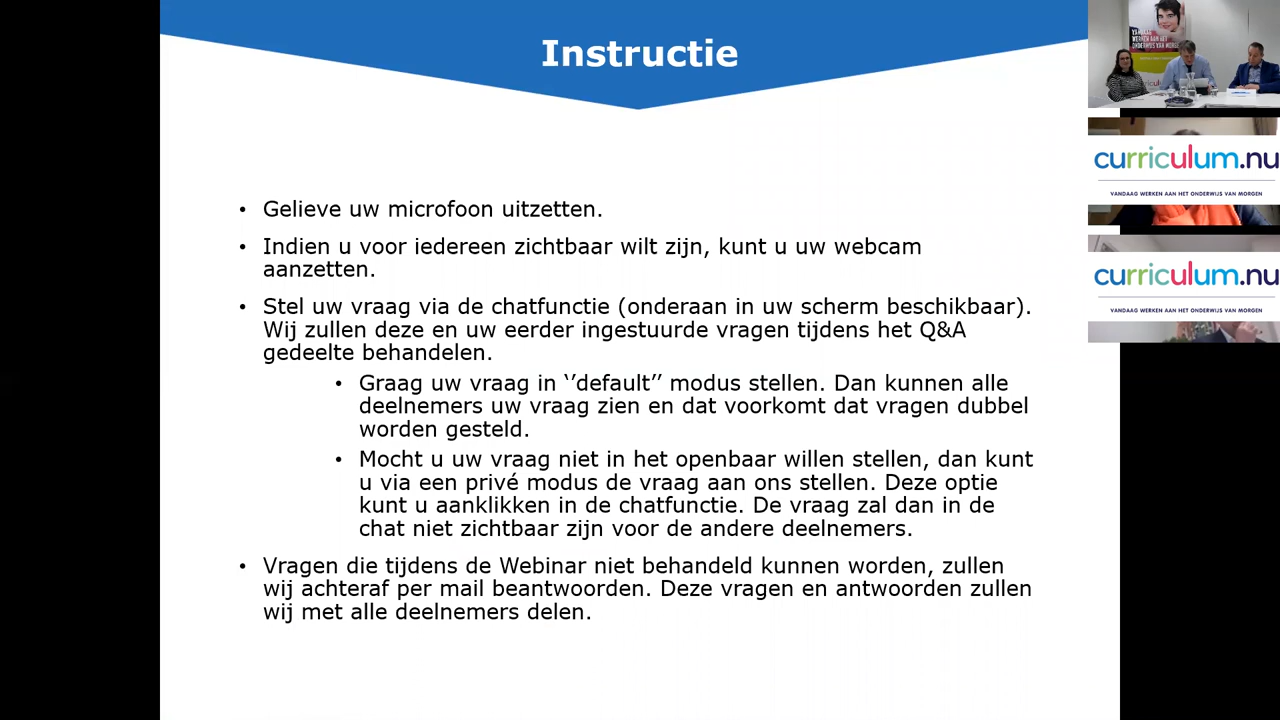 Instructie
• Gelieve uw microfoon uitzetten.
• Indien u voor iedereen zichtbaar wilt zijn, kunt u uw webcam
aanzetten.
• Stel uw vraag via de chatfunctie (onderaan in uw scherm beschikbaar).
Wij zullen deze en uw eerder ingestuurde vragen tijdens het Q&A
gedeelte behandelen.
• Graag uw vraag in ‘’default’’ modus stellen. Dan kunnen alle
deelnemers uw vraag zien en dat voorkomt dat vragen dubbel
worden gesteld.
• Mocht u uw vraag niet in het openbaar willen stellen, dan kunt
u via een privé modus de vraag aan ons stellen. Deze optie
kunt u aanklikken in de chatfunctie. De vraag zal dan in de
chat niet zichtbaar zijn voor de andere deelnemers.
• Vragen die tijdens de Webinar niet behandeld kunnen worden, zullen
wij achteraf per mail beantwoorden. Deze vragen en antwoorden zullen
wij met alle deelnemers delen.
VANDAAG
WERKEN AAN HET
ONDERWIJS VAN MORGEN
curriculum.nu
VANDAAG WERKEN AAN HET ONDERWIJS VAN MORGEN
curriculum.nu
VANDAAG WERKEN AAN HET ONDERWIJS VAN MORGEN